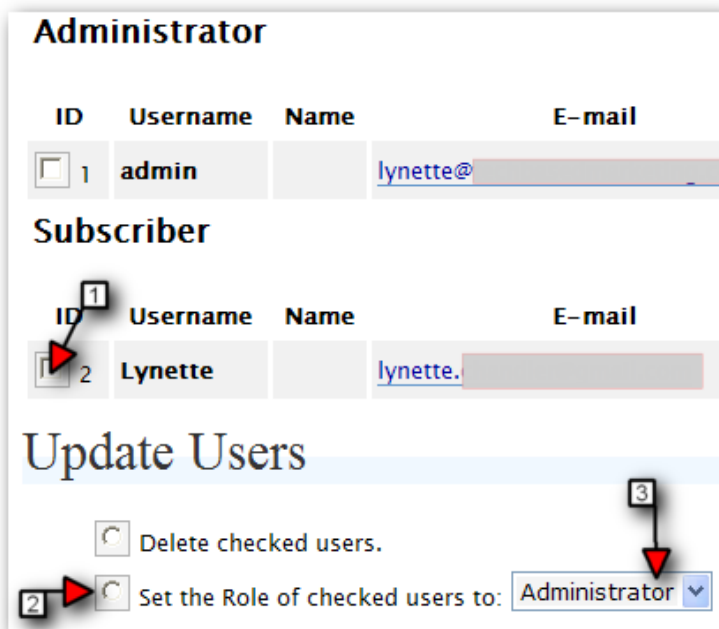 Administrator
ID Username Name E-mail
1 admin lynette@
Subscriber
1
ID Username Name E-mail
2 Lynette lynette.
Update Users
3
Delete checked users.
2 Set the Role of checked users to: Administrator